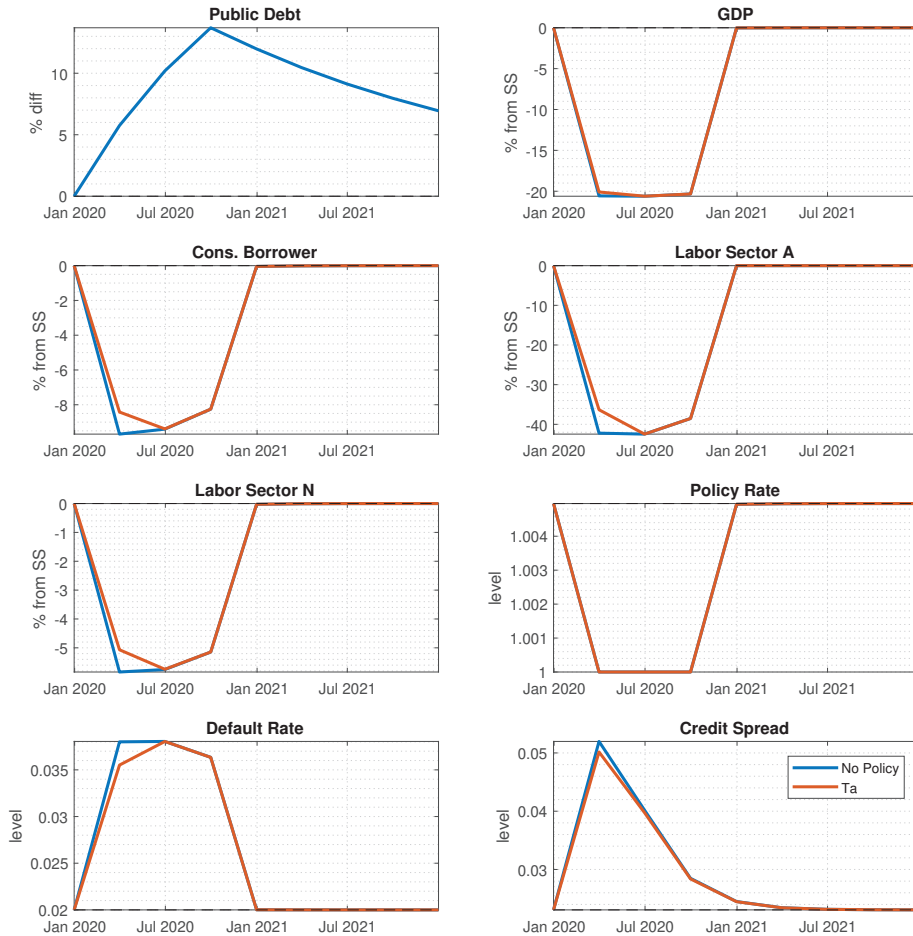 Public Debt
% diff
10
5
0
Jan 2020 Jul 2020 Jan 2021 Jul 2021
GDP
% from SS
0
-5
-10
-15
-20
Jan 2020 Jul 2020 Jan 2021 Jul 2021
Cons. Borrower
% from SS
0
-2
-4
-6
-8
Jan 2020 Jul 2020 Jan 2021 Jul 2021
Labor Sector A
% from SS
0
-10
-20
-30
-40
Jan 2020 Jul 2020 Jan 2021 Jul 2021
Labor Sector N
% from SS
0
-1
-2
-3
-4
-5
Jan 2020 Jul 2020 Jan 2021 Jul 2021
Policy Rate
level
1.004
1.002
1.001
1
Jan 2020 Jul 2020 Jan 2021 Jul 2021
Default Rate
level
0.035
0.03
0.025
0.02
Jan 2020 Jul 2020 Jan 2021 Jul 2021
Credit Spread
level
0.05
0.04
0.03
Jan 2020 Jul 2020 Jan 2021 Jul 2021
No Policy
Ta